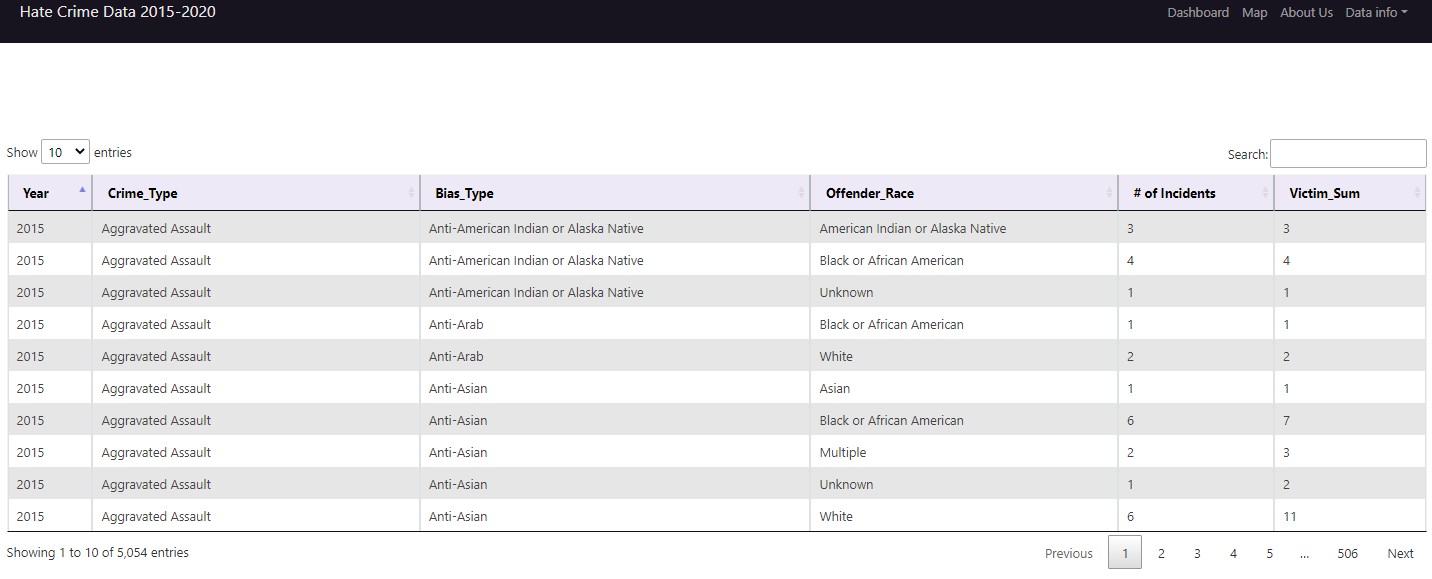 Hate Crime Data 2015-2020 Dashboard Map About Us Data info
Show 10 entries Search:
Year Crime_Type Bias_Type Offender_Race # of Incidents Victim_Sum
2015 Aggravated Assault Anti-American Indian or Alaska Native American Indian or Alaska Native 3 3
2015 Aggravated Assault Anti-American Indian or Alaska Native Black or African American 4 4
2015 Aggravated Assault Anti-American Indian or Alaska Native Unknown 1 1
2015 Aggravated Assault Anti-Arab Black or African American 1 1
2015 Aggravated Assault Anti-Arab White 2 2
2015 Aggravated Assault Anti-Asian Asian 1 1
2015 Aggravated Assault Anti-Asian Black or African American 6 7
2015 Aggravated Assault Anti-Asian Multiple 2 3
2015 Aggravated Assault Anti-Asian Unknown 1 2
2015 Aggravated Assault Anti-Asian White 6 11
Showing 1 to 10 of 5,054 entries Previous 1 2 3 4 5 ... 506 Next